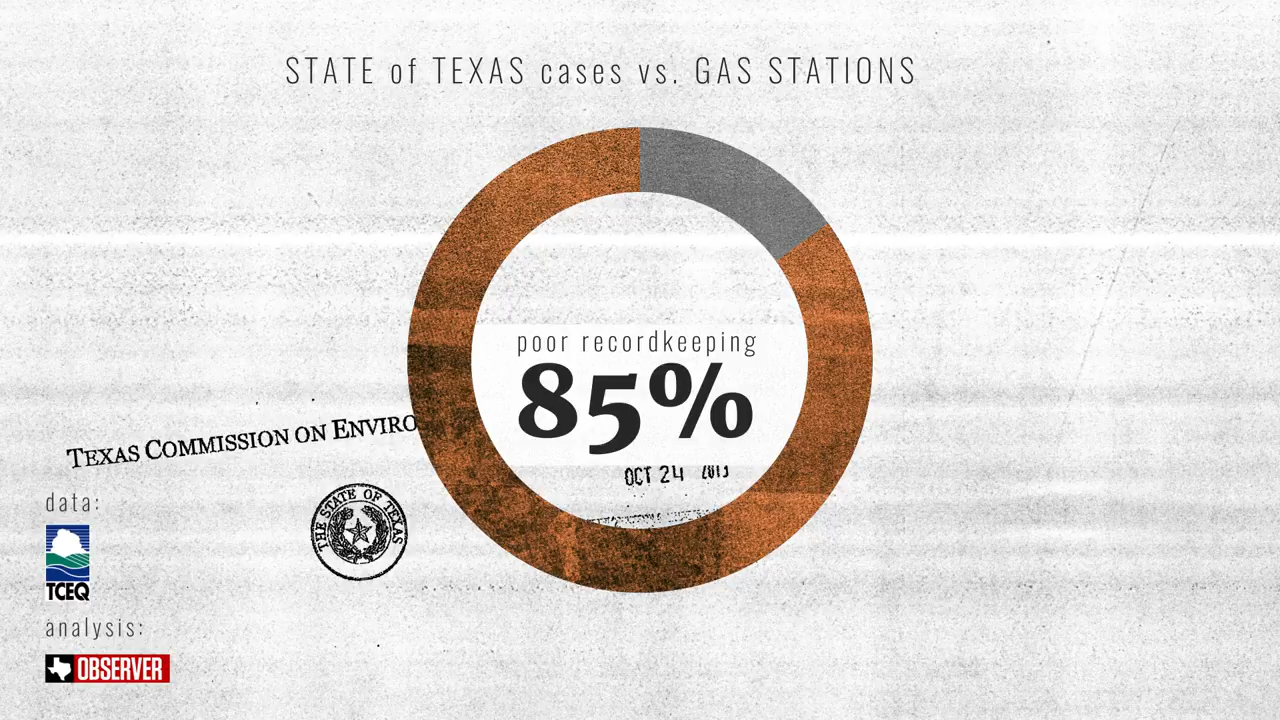 STATE of TEXAS cases vs. GAS STATIONS
poor recordkeeping
85%
OCT 24 2013
TEXAS COMMISSION ON ENVIRO
data:
THE STATE OF TEXAS
TCEQ
analysis:
OBSERVER